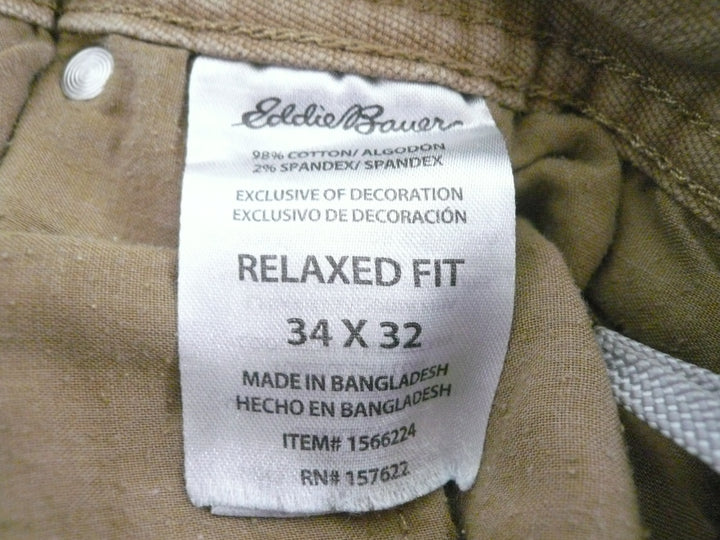 Eddie Bauer
98% COTTON/ ALGODON
2% SPANDEX/ SPANDEX
EXCLUSIVE OF DECORATION
EXCLUSIVO DE DECORACIÓN
RELAXED FIT
34 X 32
MADE IN BANGLADESH
HECHO EN BANGLADESH
ITEM# 1566224
RN# 157622